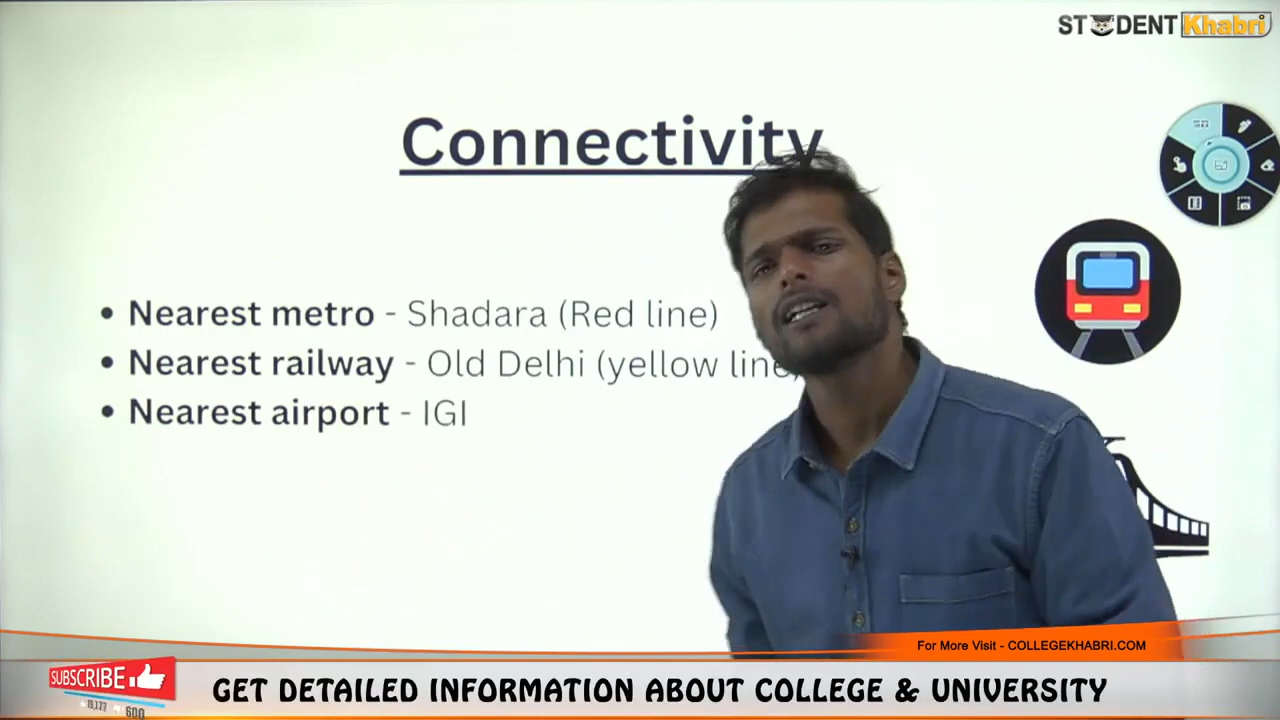 STUDENT Khabri
Connectivity
• Nearest metro - Shadara (Red line)
• Nearest railway - Old Delhi (yellow line)
• Nearest airport - IGI
For More Visit - COLLEGEKHABRI.COM
SUBSCRIBE
600
GET DETAILED INFORMATION ABOUT COLLEGE & UNIVERSITY